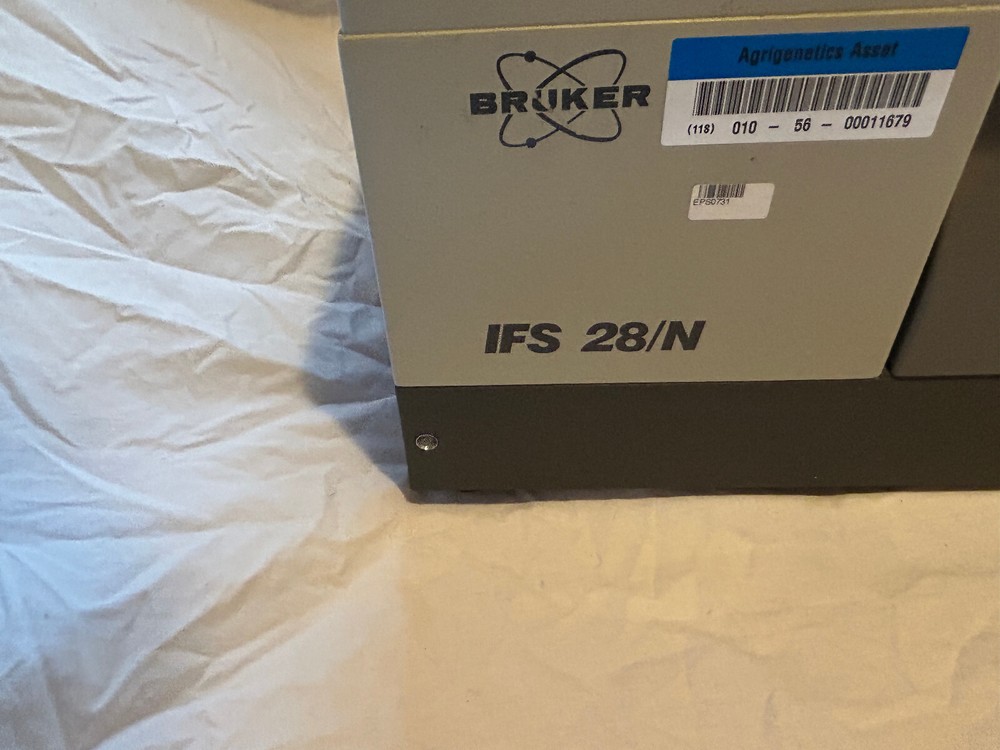 BRUKER
Agrigenetics Asset
(118) 010 - 56 - 00011679
EPS0731
IFS 28/N